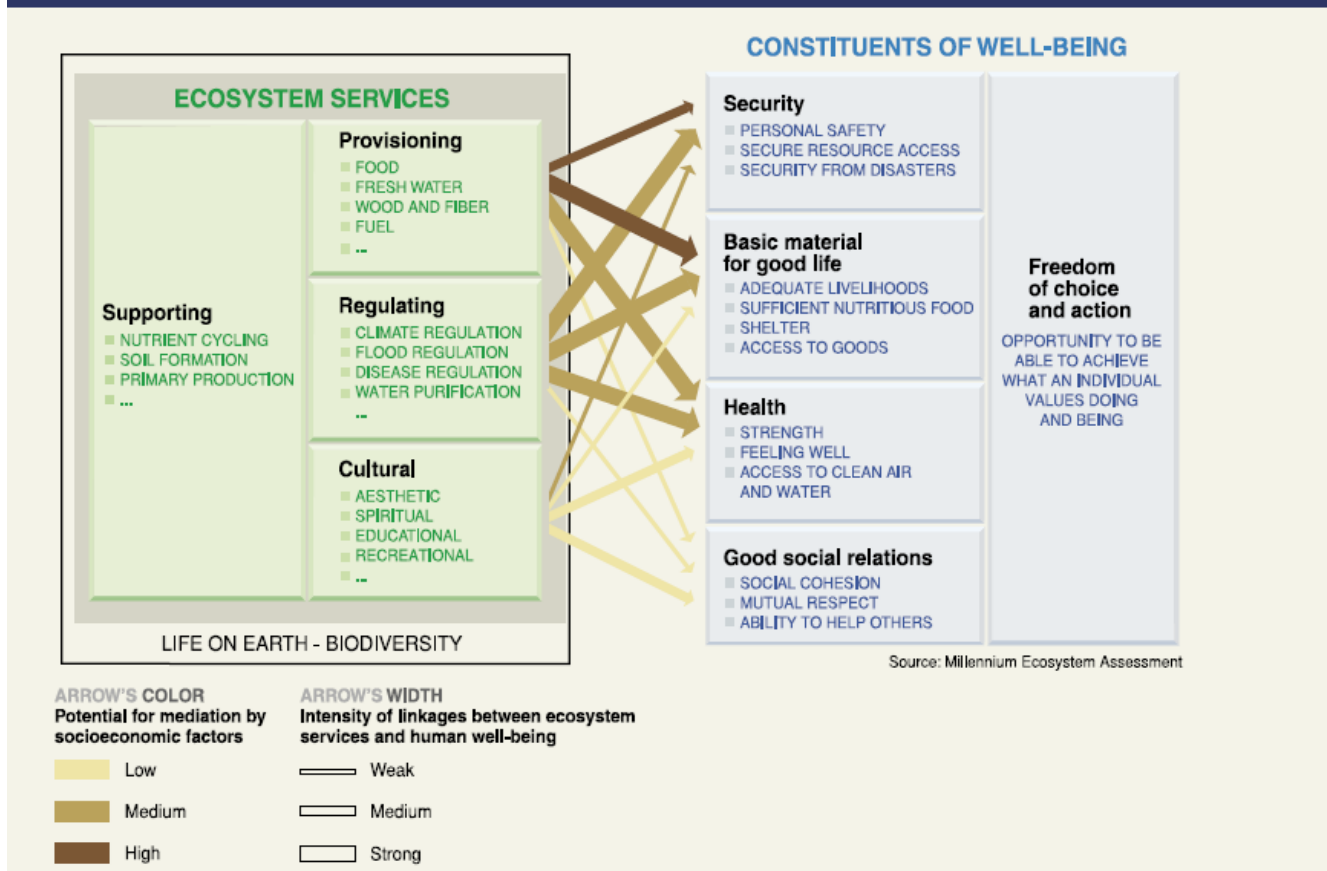 CONSTITUENTS OF WELL-BEING
ECOSYSTEM SERVICES
Supporting
NUTRIENT CYCLING
SOIL FORMATION
PRIMARY PRODUCTION
...
Provisioning
FOOD
FRESH WATER
WOOD AND FIBER
FUEL
...
Regulating
CLIMATE REGULATION
FLOOD REGULATION
DISEASE REGULATION
WATER PURIFICATION
...
Cultural
AESTHETIC
SPIRITUAL
EDUCATIONAL
RECREATIONAL
...
LIFE ON EARTH - BIODIVERSITY
Security
PERSONAL SAFETY
SECURE RESOURCE ACCESS
SECURITY FROM DISASTERS
Basic material
for good life
ADEQUATE LIVELIHOODS
SUFFICIENT NUTRITIOUS FOOD
SHELTER
ACCESS TO GOODS
Health
STRENGTH
FEELING WELL
ACCESS TO CLEAN AIR
AND WATER
Good social relations
SOCIAL COHESION
MUTUAL RESPECT
ABILITY TO HELP OTHERS
Freedom
of choice
and action
OPPORTUNITY TO BE
ABLE TO ACHIEVE
WHAT AN INDIVIDUAL
VALUES DOING
AND BEING
Source: Millennium Ecosystem Assessment
ARROW'S COLOR
Potential for mediation by
socioeconomic factors
Low
Medium
High
ARROW'S WIDTH
Intensity of linkages between ecosystem
services and human well-being
Weak
Medium
Strong